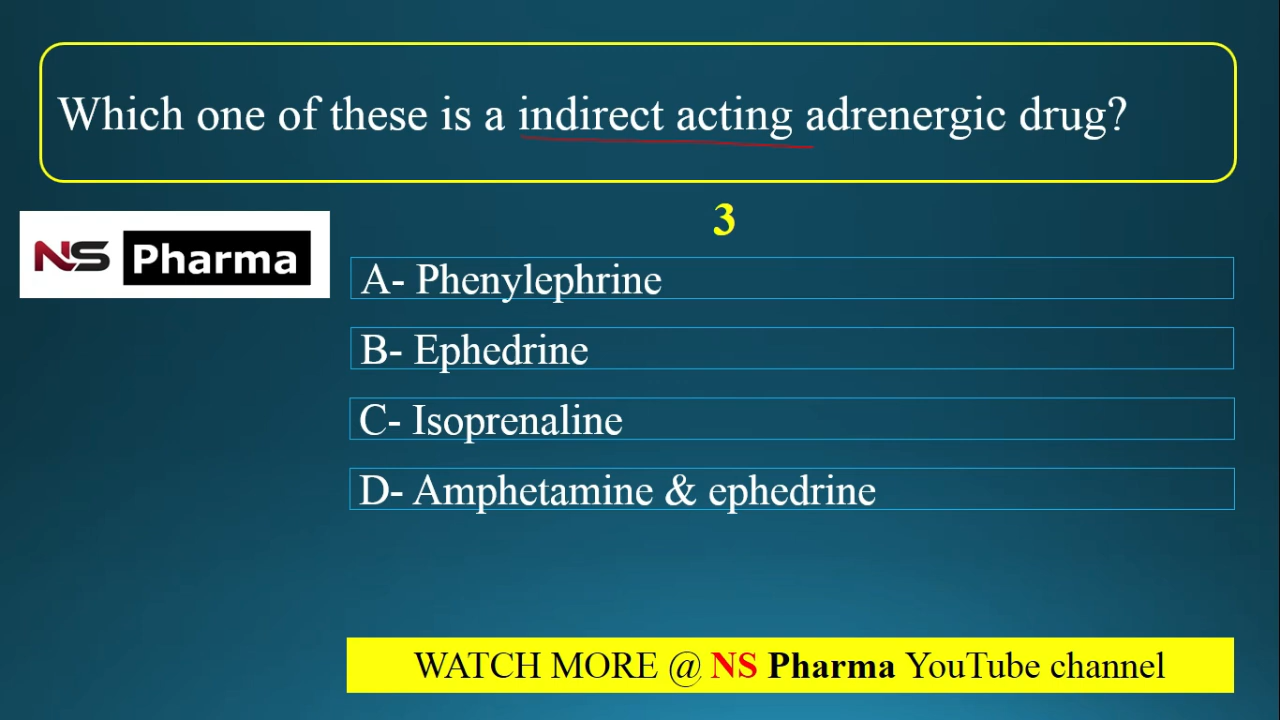 Which one of these is a indirect acting adrenergic drug?
3
NS Pharma
A- Phenylephrine
B- Ephedrine
C- Isoprenaline
D- Amphetamine & ephedrine
WATCH MORE @ NS Pharma YouTube channel